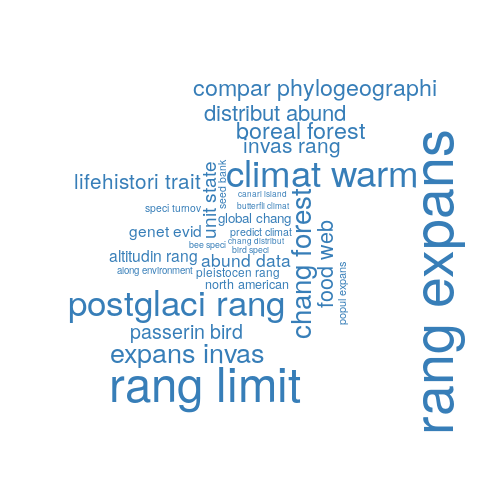 compar phylogeographi
distribut abund
boreal forest
invas rang
climat warm
lifehistori trait
unit state
seed bank
canari island
butterfli climat
speci turnov
global chang
genet evid
predict climat
chang distribut
bee speci
bird speci
altitudin rang
abund data
along environment
pleistocen rang
north american
chang forest
food web
popul expans
rang expans
postglaci rang
passerin bird
expans invas
rang limit